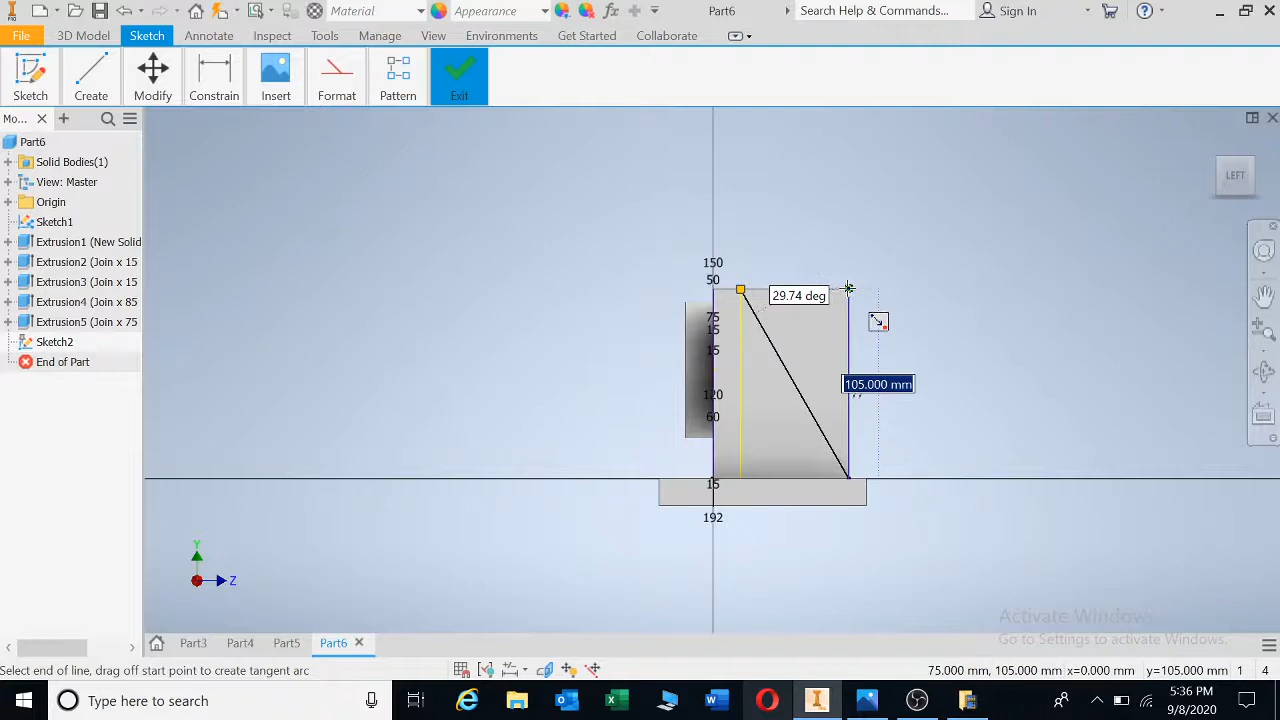 PRO
Material
Appearance
Part6
Search Help & Commands...
Sign In
File
3D Model
Sketch
Annotate
Inspect
Tools
Manage
View
Environments
Get Started
Collaborate
Sketch
Create
Modify
Constrain
Insert
Format
Pattern
Exit
Mo...
Part6
Solid Bodies(1)
View: Master
Origin
Sketch1
Extrusion1 (New Solid
Extrusion2 (Join x 15
Extrusion3 (Join x 15
Extrusion4 (Join x 85
Extrusion5 (Join x 75
Sketch2
End of Part
LEFT
150
50
29.74 deg
75
15
15
105.000 mm
120
60
15
192
Y
Z
Activate Windows
Go to Settings to activate Windows.
Part3
Part4
Part5
Part6
Select end of line, drag off start point to create tangent arc
75.000 mm, 105.000 mm
x=0.000 mm
y=105.000 mm
1
4
Type here to search
5:36 PM
9/8/2020